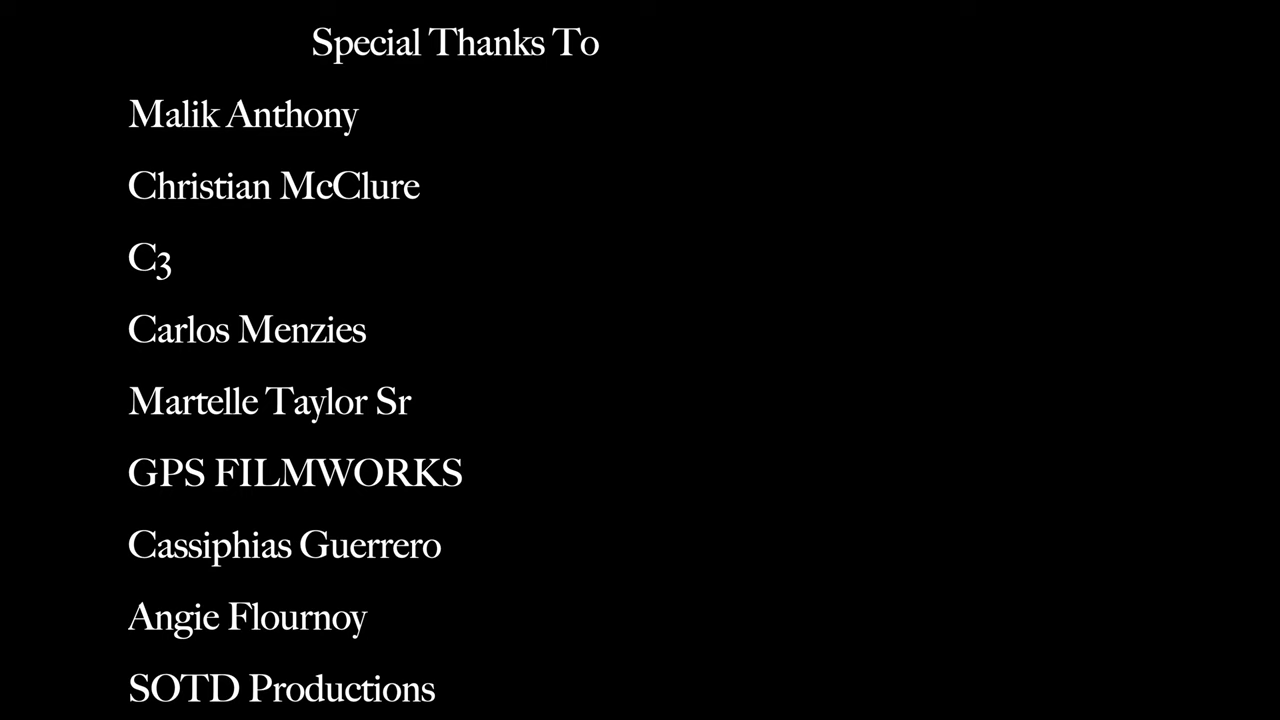 Special Thanks To
Malik Anthony
Christian McClure
C3
Carlos Menzies
Martelle Taylor Sr
GPS FILMWORKS
Cassiphias Guerrero
Angie Flournoy
SOTD Productions